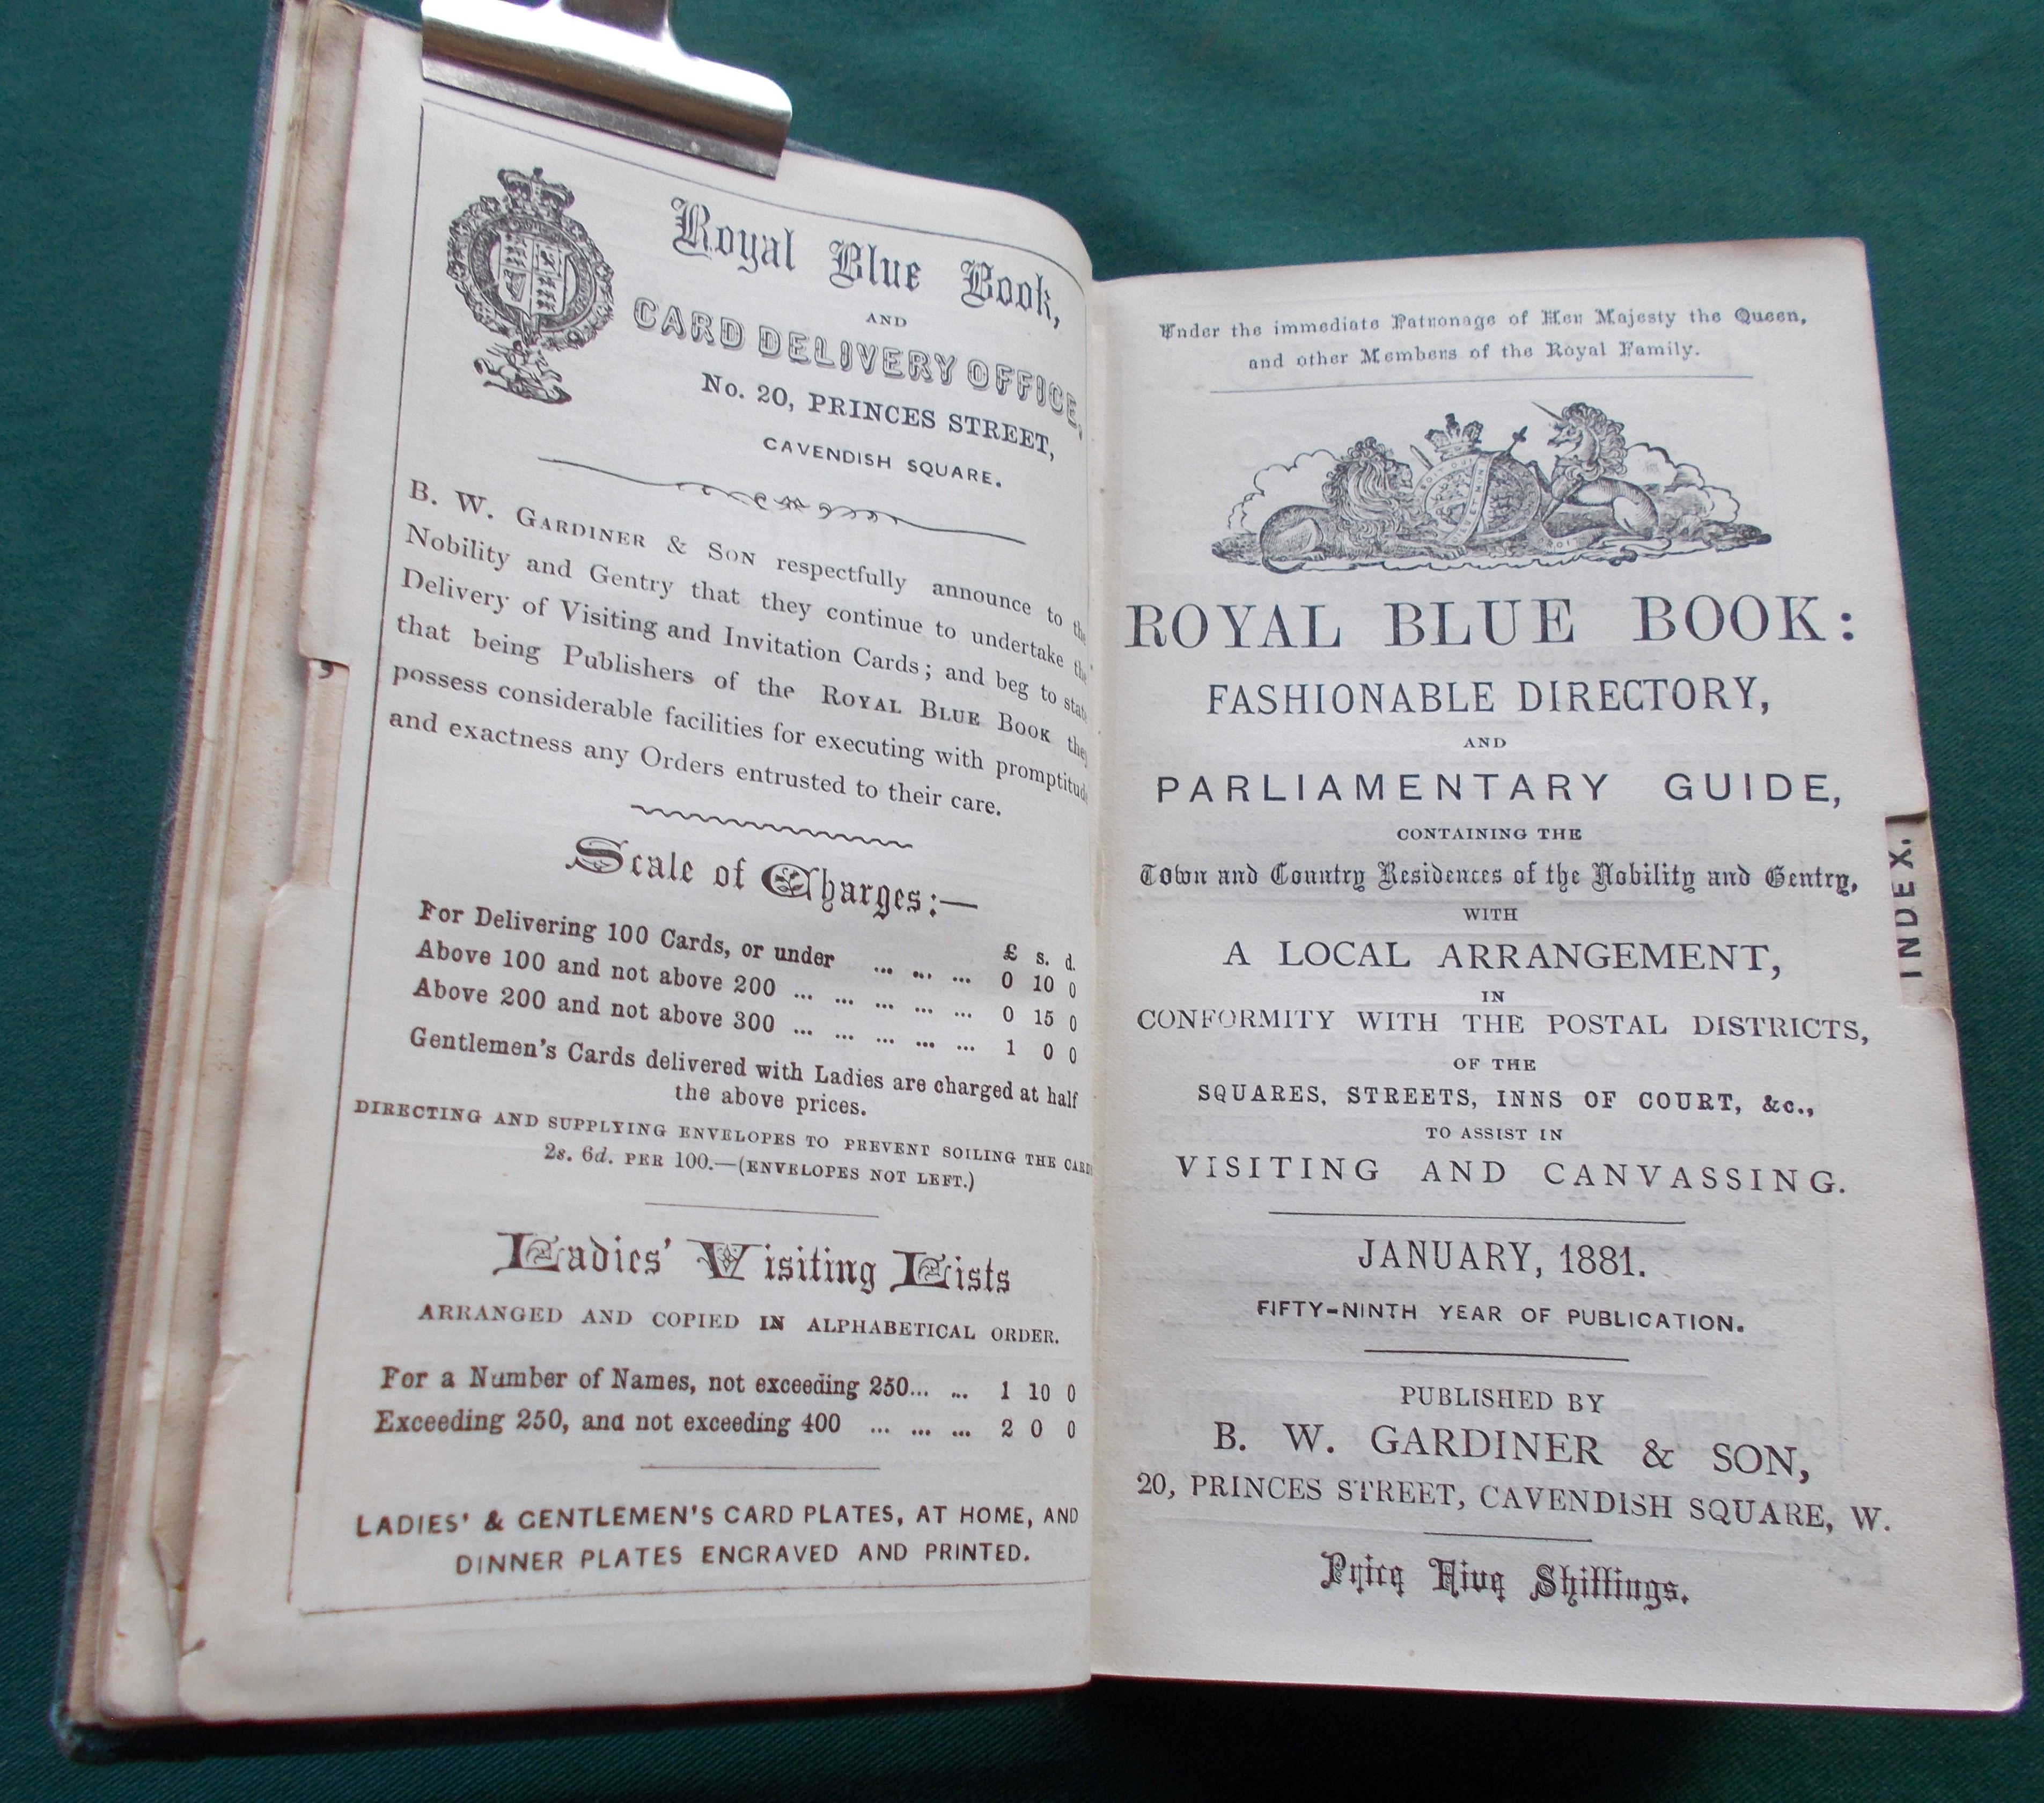 Royal Blue Book,
AND
CARD DELIVERY OFFICE,
No. 20, PRINCES STREET,
CAVENDISH SQUARE.
B. W. GARDINER & SON respectfully announce to the
Nobility and Gentry that they continue to undertake the
Delivery of Visiting and Invitation Cards; and beg to state
that being Publishers of the ROYAL BLUE BOOK they
possess considerable facilities for executing with promptitude
and exactness any Orders entrusted to their care.
Scale of Charges:—
£ s. d.
For Delivering 100 Cards, or under ... ... ... 0 10 0
Above 100 and not above 200 ... ... ... ... ... 0 15 0
Above 200 and not above 300 ... ... ... ... ... 1 0 0
Gentlemen's Cards delivered with Ladies are charged at half
the above prices.
DIRECTING AND SUPPLYING ENVELOPES TO PREVENT SOILING THE CARDS
2s. 6d. PER 100.—(ENVELOPES NOT LEFT.)
Ladies' Visiting Lists
ARRANGED AND COPIED IN ALPHABETICAL ORDER.
For a Number of Names, not exceeding 250... ... 1 10 0
Exceeding 250, and not exceeding 400 ... ... ... 2 0 0
LADIES' & GENTLEMEN'S CARD PLATES, AT HOME, AND
DINNER PLATES ENGRAVED AND PRINTED.
Under the immediate Patronage of Her Majesty the Queen,
and other Members of the Royal Family.
ROYAL BLUE BOOK:
FASHIONABLE DIRECTORY,
AND
PARLIAMENTARY GUIDE,
CONTAINING THE
Town and Country Residences of the Nobility and Gentry,
WITH
A LOCAL ARRANGEMENT,
IN
CONFORMITY WITH THE POSTAL DISTRICTS,
OF THE
SQUARES, STREETS, INNS OF COURT, &c.,
TO ASSIST IN
VISITING AND CANVASSING.
JANUARY, 1881.
FIFTY-NINTH YEAR OF PUBLICATION.
PUBLISHED BY
B. W. GARDINER & SON,
20, PRINCES STREET, CAVENDISH SQUARE, W.
Price Five Shillings.
INDEX.